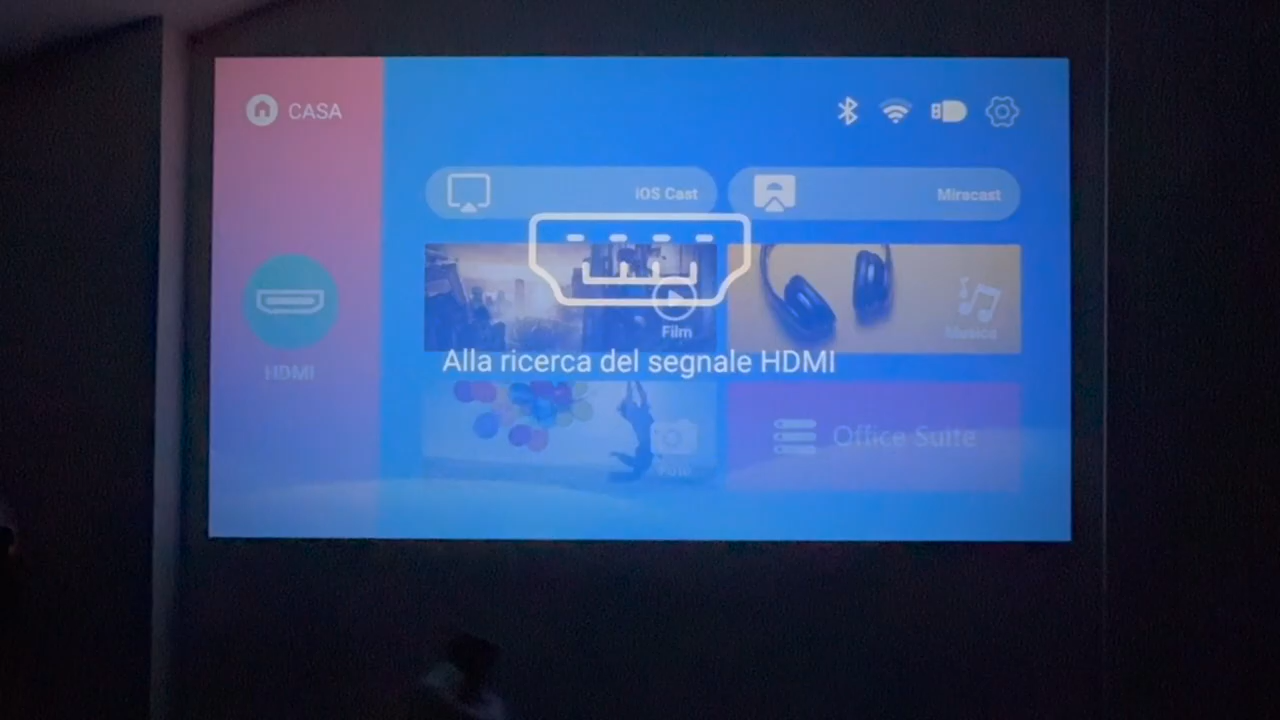 CASA
iOS Cast
Miracast
Film
Musica
HDMI
Alla ricerca del segnale HDMI
Office Suite
Foto